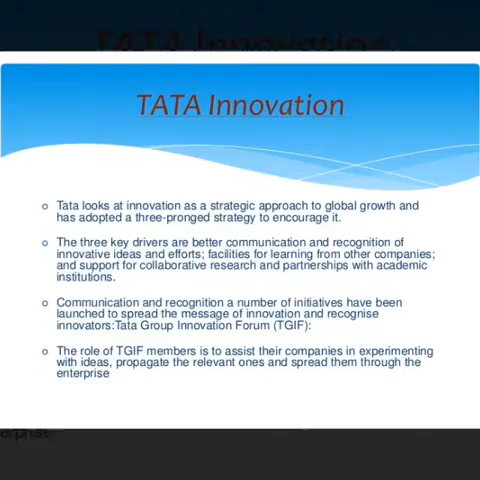 TATA Innovation
TATA Innovation
Tata looks at innovation as a strategic approach to global growth and
has adopted a three-pronged strategy to encourage it.
The three key drivers are better communication and recognition of
innovative ideas and efforts; facilities for learning from other companies;
and support for collaborative research and partnerships with academic
institutions.
Communication and recognition a number of initiatives have been
launched to spread the message of innovation and recognise
innovators:Tata Group Innovation Forum (TGIF):
The role of TGIF members is to assist their companies in experimenting
with ideas, propagate the relevant ones and spread them through the
enterprise